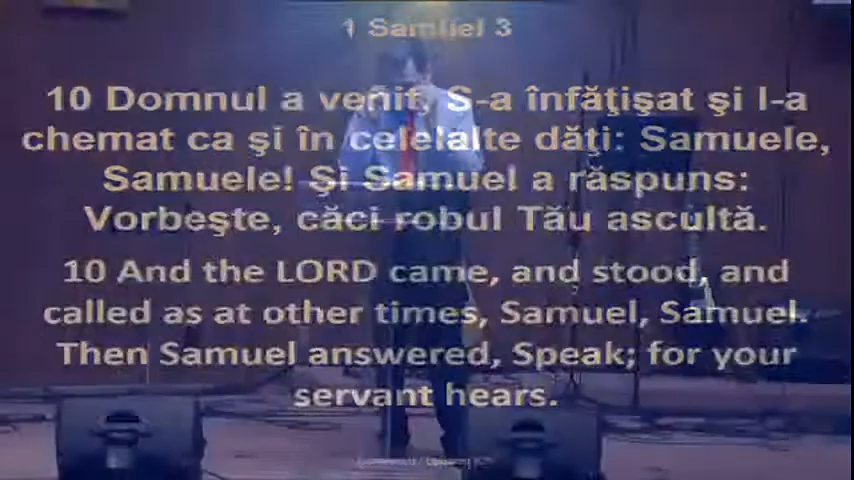 1 Samuel 3
10 Domnul a venit, S-a înfăţişat şi l-a
chemat ca şi în celelalte dăţi: Samuele,
Samuele! Şi Samuel a răspuns:
Vorbeşte, căci robul Tău ascultă.
10 And the LORD came, and stood, and
called as at other times, Samuel, Samuel.
Then Samuel answered, Speak; for your
servant hears.